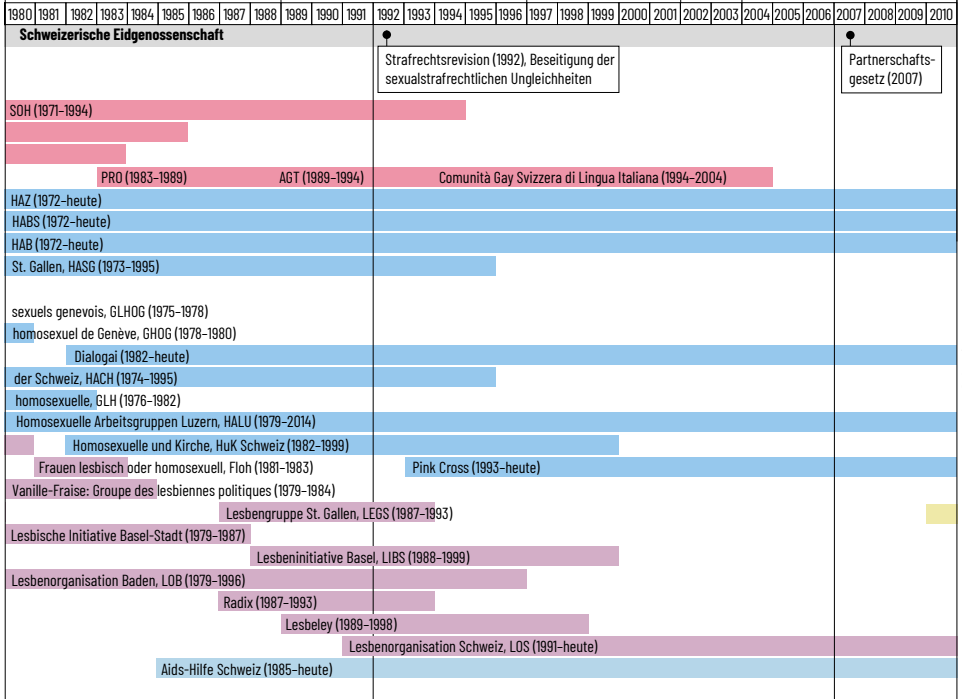 1980 1981 1982 1983 1984 1985 1986 1987 1988 1989 1990 1991 1992 1993 1994 1995 1996 1997 1998 1999 2000 2001 2002 2003 2004 2005 2006 2007 2008 2009 2010
Schweizerische Eidgenossenschaft
Strafrechtsrevision (1992), Beseitigung der
sexualstrafrechtlichen Ungleichheiten
Partnerschafts-
gesetz (2007)
SOH (1971–1994)
PRO (1983–1989) AGT (1989–1994) Comunità Gay Svizzera di Lingua Italiana (1994–2004)
HAZ (1972–heute)
HABS (1972–heute)
HAB (1972–heute)
St. Gallen, HASG (1973–1995)
sexuels genevois, GLHOG (1975–1978)
homosexuel de Genève, GHOG (1978–1980)
Dialogai (1982–heute)
der Schweiz, HACH (1974–1995)
homosexuelle, GLH (1976–1982)
Homosexuelle Arbeitsgruppen Luzern, HALU (1979–2014)
Homosexuelle und Kirche, HuK Schweiz (1982–1999)
Frauen lesbisch oder homosexuell, Floh (1981–1983) Pink Cross (1993–heute)
Vanille-Fraise: Groupe des lesbiennes politiques (1979–1984)
Lesbengruppe St. Gallen, LEGS (1987–1993)
Lesbische Initiative Basel-Stadt (1979–1987)
Lesbeninitiative Basel, LIBS (1988–1999)
Lesbenorganisation Baden, LOB (1979–1996)
Radix (1987–1993)
Lesbeley (1989–1998)
Lesbenorganisation Schweiz, LOS (1991–heute)
Aids-Hilfe Schweiz (1985–heute)